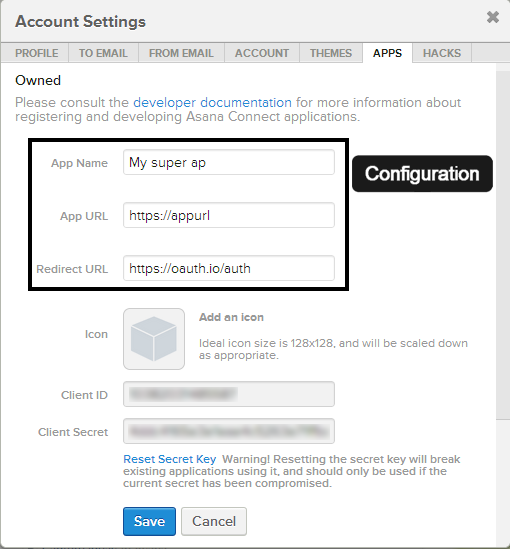 Account Settings
PROFILE TO EMAIL FROM EMAIL ACCOUNT THEMES APPS HACKS
Owned
Please consult the developer documentation for more information about
registering and developing Asana Connect applications.
App Name My super ap
Configuration
App URL https://appurl
Redirect URL https://oauth.io/auth
Add an icon
Icon
Ideal icon size is 128x128, and will be scaled down
as appropriate.
Client ID
Client Secret
Reset Secret Key Warning! Resetting the secret key will break
existing applications using it, and should only be used if the
current secret has been compromised.
Save Cancel